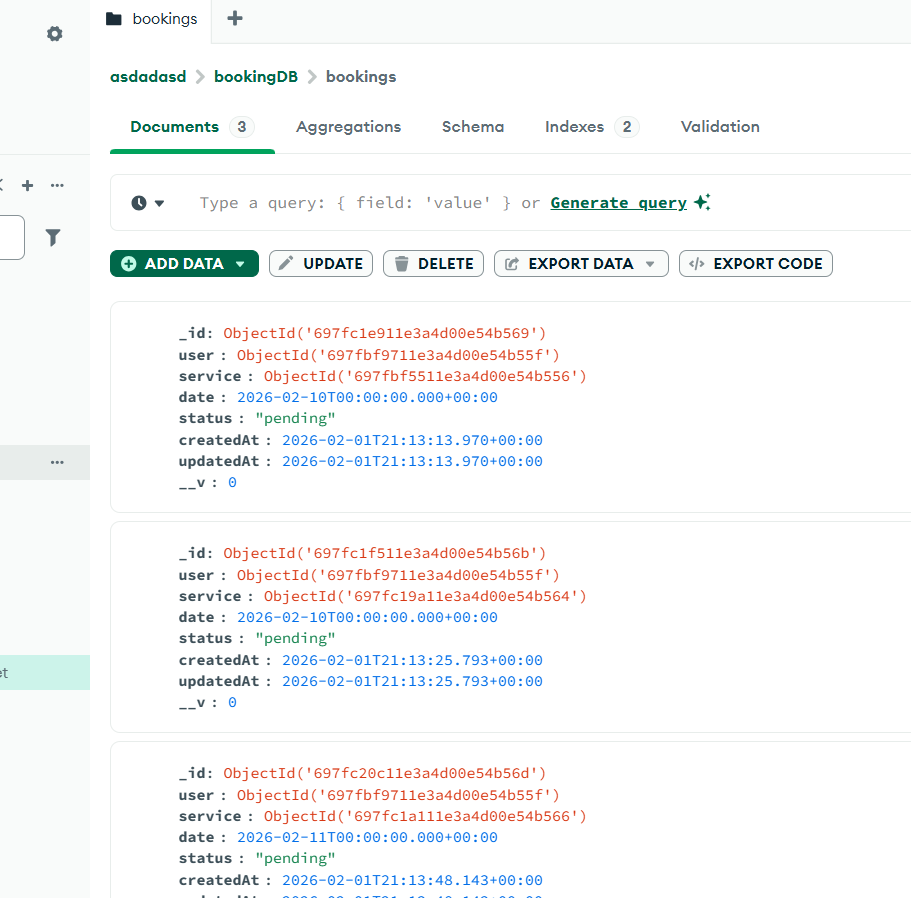 bookings
asdadasd bookingDB bookings
Documents 3 Aggregations Schema Indexes 2 Validation
Type a query: { field: 'value' } or Generate query
ADD DATA UPDATE DELETE EXPORT DATA </> EXPORT CODE
_id: ObjectId('697fc1e911e3a4d00e54b569')
user : ObjectId('697fbf9711e3a4d00e54b55f')
service : ObjectId('697fbf5511e3a4d00e54b556')
date : 2026-02-10T00:00:00.000+00:00
status : "pending"
createdAt : 2026-02-01T21:13:13.970+00:00
updatedAt : 2026-02-01T21:13:13.970+00:00
__v : 0
_id: ObjectId('697fc1f511e3a4d00e54b56b')
user : ObjectId('697fbf9711e3a4d00e54b55f')
service : ObjectId('697fc19a11e3a4d00e54b564')
date : 2026-02-10T00:00:00.000+00:00
status : "pending"
createdAt : 2026-02-01T21:13:25.793+00:00
updatedAt : 2026-02-01T21:13:25.793+00:00
__v : 0
et
_id: ObjectId('697fc20c11e3a4d00e54b56d')
user : ObjectId('697fbf9711e3a4d00e54b55f')
service : ObjectId('697fc1a111e3a4d00e54b566')
date : 2026-02-11T00:00:00.000+00:00
status : "pending"
createdAt : 2026-02-01T21:13:48.143+00:00